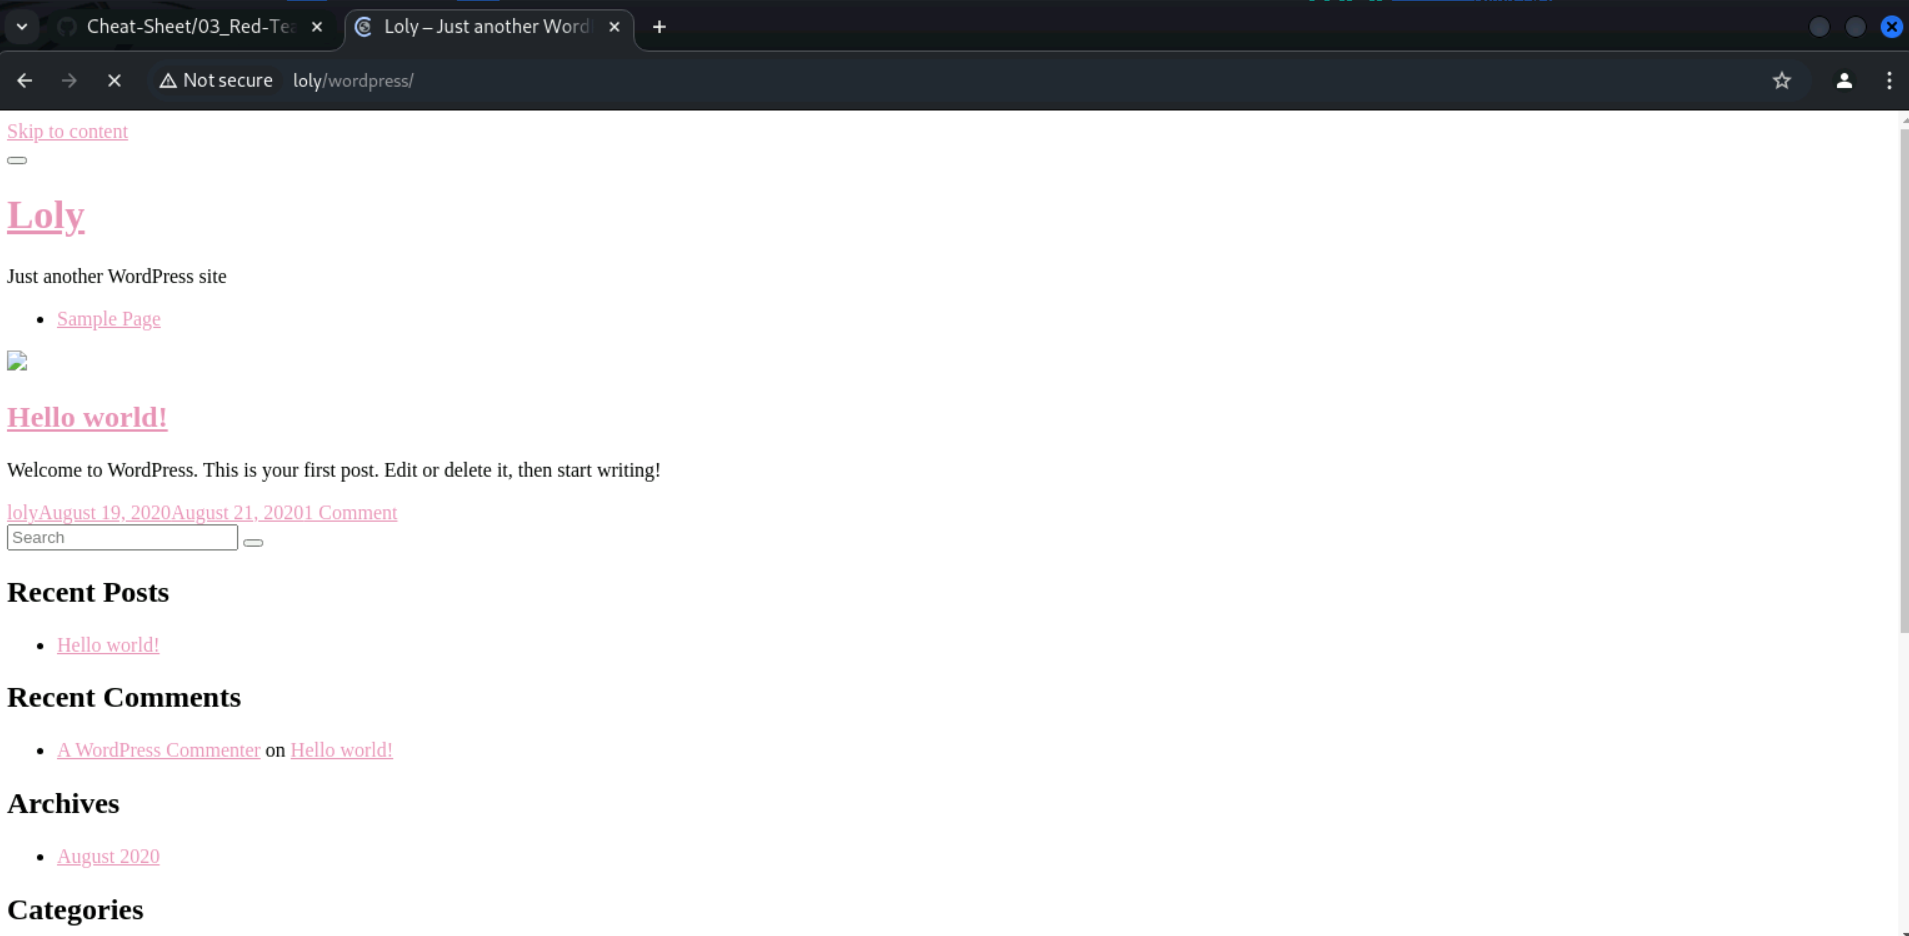 Cheat-Sheet/03_Red-Tea
Loly – Just another Word
Not secure
loly/wordpress/
Skip to content
Loly
Just another WordPress site
Sample Page
Hello world!
Welcome to WordPress. This is your first post. Edit or delete it, then start writing!
lolyAugust 19, 2020August 21, 20201 Comment
Search
Recent Posts
Hello world!
Recent Comments
A WordPress Commenter on Hello world!
Archives
August 2020
Categories